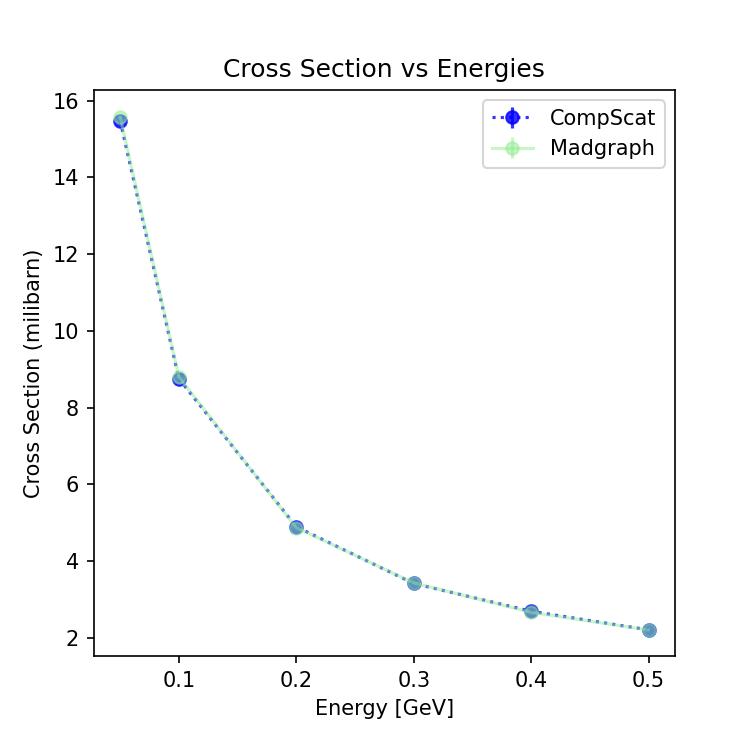 Cross Section vs Energies
CompScat
Madgraph
16
14
12
10
8
6
4
2
Cross Section (milibarn)
0.1 0.2 0.3 0.4 0.5
Energy [GeV]